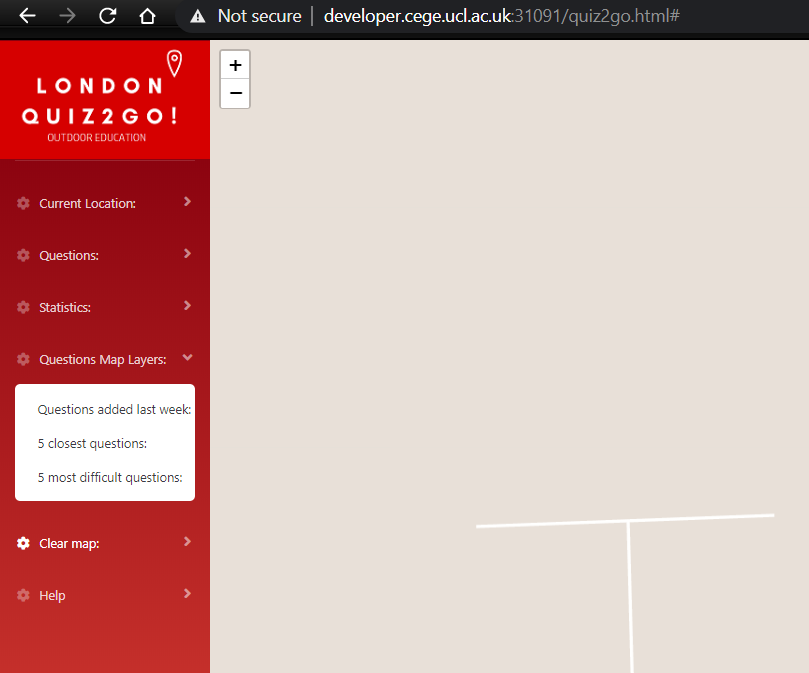 Not secure | developer.cege.ucl.ac.uk:31091/quiz2go.html#
LONDON
QUIZ2GO!
OUTDOOR EDUCATION
+
−
Current Location:
Questions:
Statistics:
Questions Map Layers:
Questions added last week:
5 closest questions:
5 most difficult questions:
Clear map:
Help